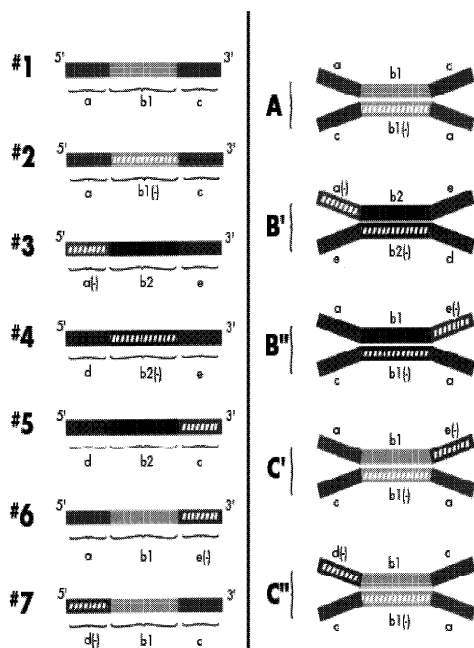 #1 5' 3'
a b1 c
#2 5' 3'
a b1(-) c
#3 5' 3'
a(-) b2 e
#4 5' 3'
d b2(-) e
#5 5' 3'
d b2 c
#6 5' 3'
a b1 e(-)
#7 5' 3'
d(-) b1 c
a b1 c
A
c b1(-) a
a(-) b2 e
B'
e b2(-) d
a b1 e(-)
B"
c b1(-) a
a b1 e(-)
C'
c b1(-) a
d(-) b1 c
C"
c b1(-) a